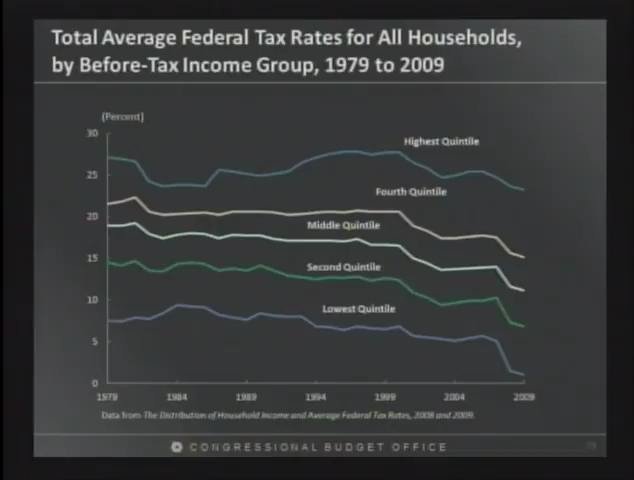 Total Average Federal Tax Rates for All Households,
by Before-Tax Income Group, 1979 to 2009
[Percent]
30
Highest Quintile
25
Fourth Quintile
20
Middle Quintile
15
Second Quintile
10
Lowest Quintile
5
0
1979 1984 1989 1994 1999 2004 2009
Data from The Distribution of Household Income and Average Federal Tax Rates, 2008 and 2009.
CONGRESSIONAL BUDGET OFFICE